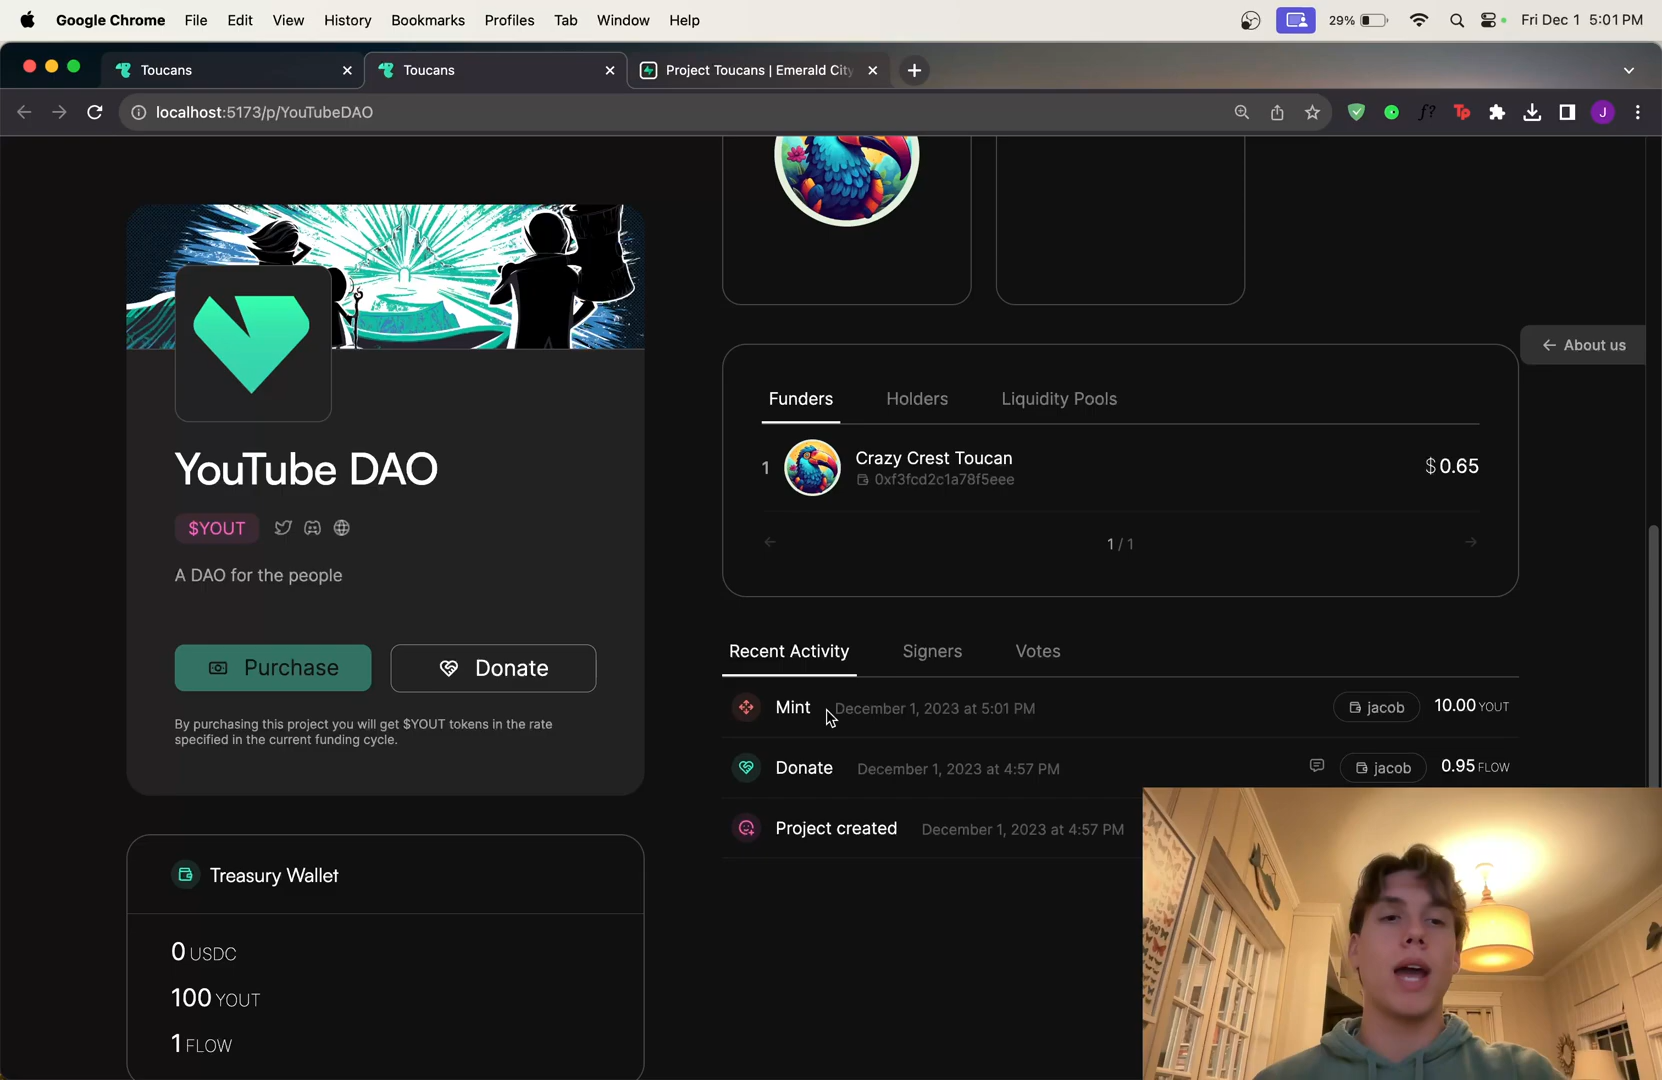 Google Chrome File Edit View History Bookmarks Profiles Tab Window Help 29% Fri Dec 1 5:01 PM
Toucans Toucans Project Toucans | Emerald City
localhost:5173/p/YouTubeDAO f? Tp J
About us
Funders Holders Liquidity Pools
1 Crazy Crest Toucan $0.65
0xf3fcd2c1a78f5eee
1 / 1
YouTube DAO
$YOUT
A DAO for the people
Purchase Donate
By purchasing this project you will get $YOUT tokens in the rate
specified in the current funding cycle.
Recent Activity Signers Votes
Mint December 1, 2023 at 5:01 PM jacob 10.00 YOUT
Donate December 1, 2023 at 4:57 PM jacob 0.95 FLOW
Project created December 1, 2023 at 4:57 PM
Treasury Wallet
0 USDC
100 YOUT
1 FLOW